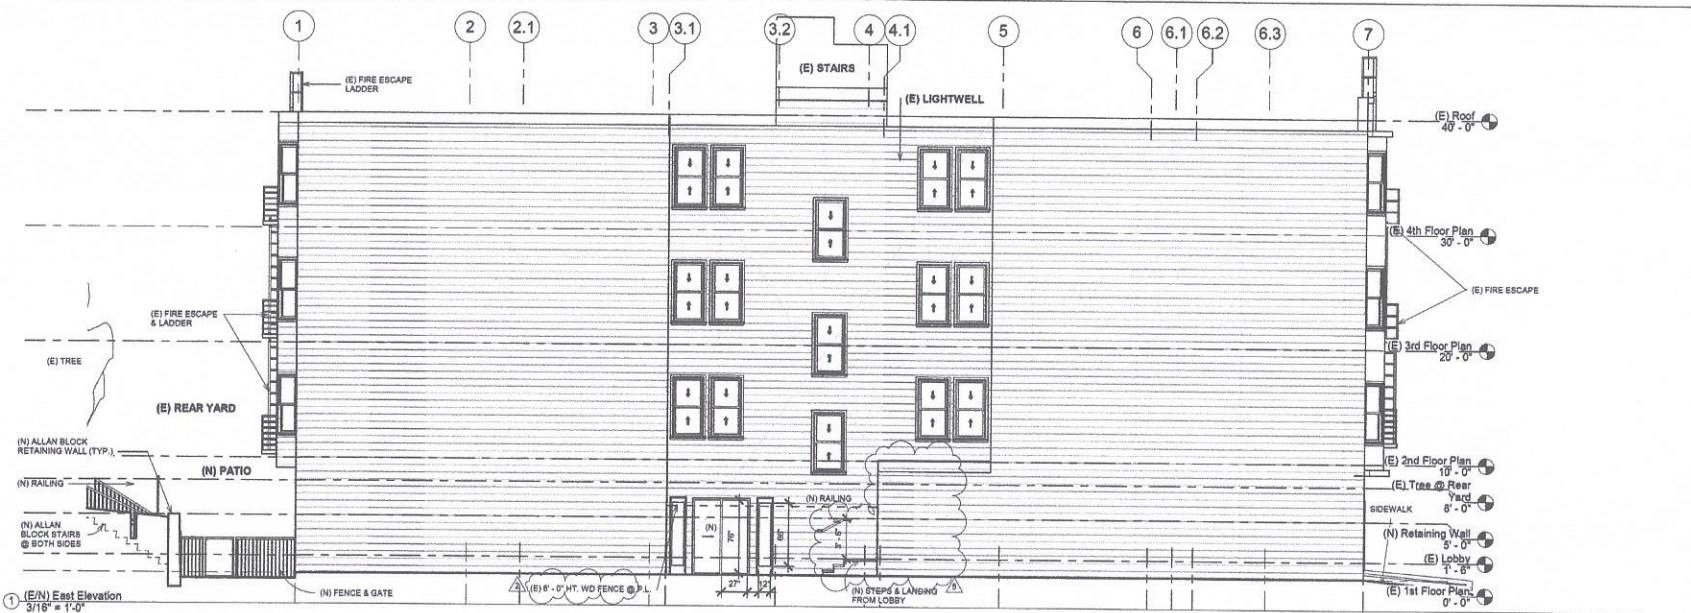 1 2 2.1 3 3.1 3.2 4 4.1 5 6 6.1 6.2 6.3 7
(E) FIRE ESCAPE
LADDER
(E) STAIRS
(E) LIGHTWELL
(E) Roof
40' - 0"
(E) 4th Floor Plan
30' - 0"
(E) FIRE ESCAPE
(E) FIRE ESCAPE
& LADDER
(E) TREE
(E) 3rd Floor Plan
20' - 0"
(E) REAR YARD
(N) ALLAN BLOCK
RETAINING WALL (TYP.)
(N) PATIO
(E) 2nd Floor Plan
10' - 0"
(N) RAILING
(E) Tree @ Rear
Yard
8' - 0"
(N) RAILING
SIDEWALK
(N) ALLAN
BLOCK STAIRS
@ BOTH SIDES
(N)
(N) Retaining Wall
5' - 0"
(E) Lobby
1' - 6"
27"
12"
(N) FENCE & GATE
(E) 6' - 0" HT. WD FENCE @ P.L.
(N) STEPS & LANDING
FROM LOBBY
(E) 1st Floor Plan
0' - 0"
1 (E/N) East Elevation
3/16" = 1'-0"